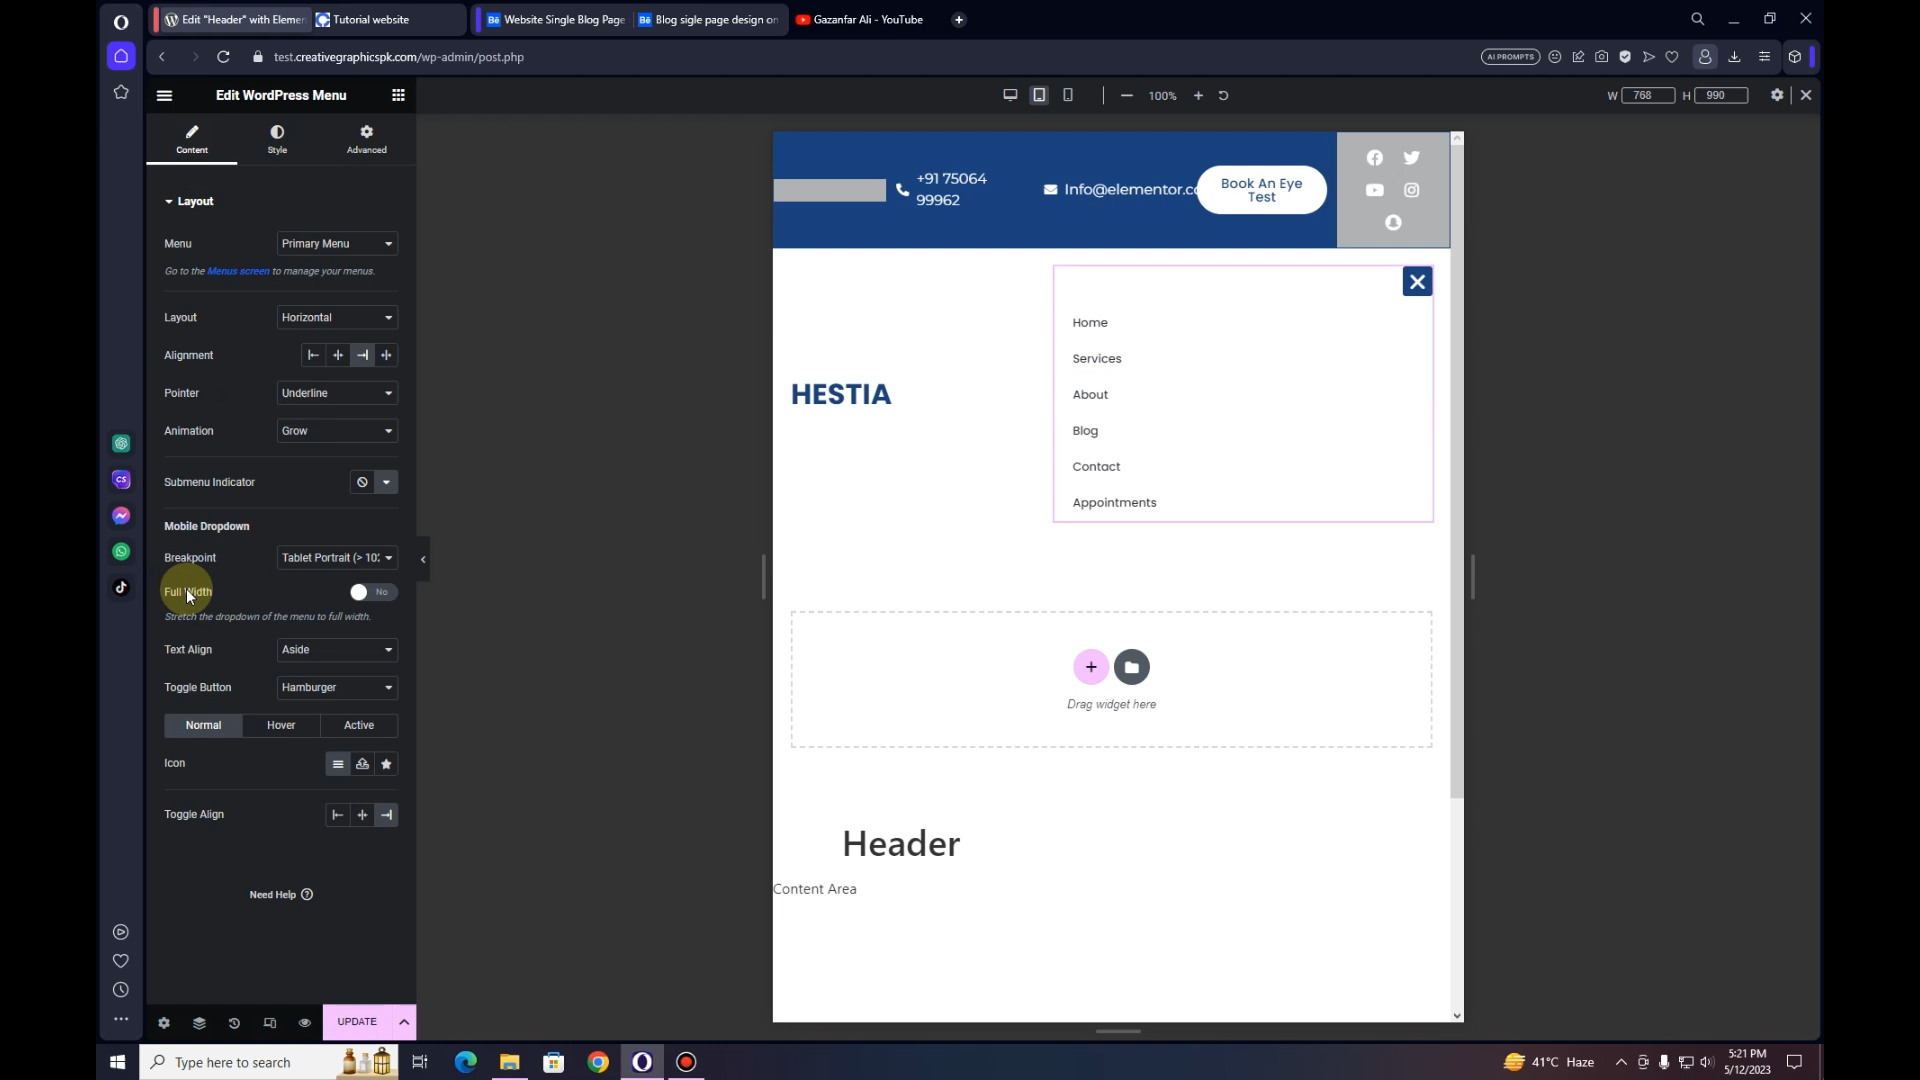 Edit "Header" with Elemen
Tutorial website
Website Single Blog Page
Blog sigle page design on
Gazanfar Ali - YouTube
test.creativegraphicspk.com/wp-admin/post.php
AI PROMPTS
Edit WordPress Menu
100%
W 768 H 990
Content
Style
Advanced
Layout
Menu
Primary Menu
Go to the Menus screen to manage your menus.
Layout
Horizontal
Alignment
Pointer
Underline
Animation
Grow
Submenu Indicator
Mobile Dropdown
Breakpoint
Tablet Portrait (> 102
Full Width
No
Stretch the dropdown of the menu to full width.
Text Align
Aside
Toggle Button
Hamburger
Normal
Hover
Active
Icon
Toggle Align
Need Help
UPDATE
+91 75064
99962
Info@elementor.co
Book An Eye
Test
HESTIA
Home
Services
About
Blog
Contact
Appointments
Drag widget here
Header
Content Area
CS
Type here to search
41°C Haze
5:21 PM
5/12/2023